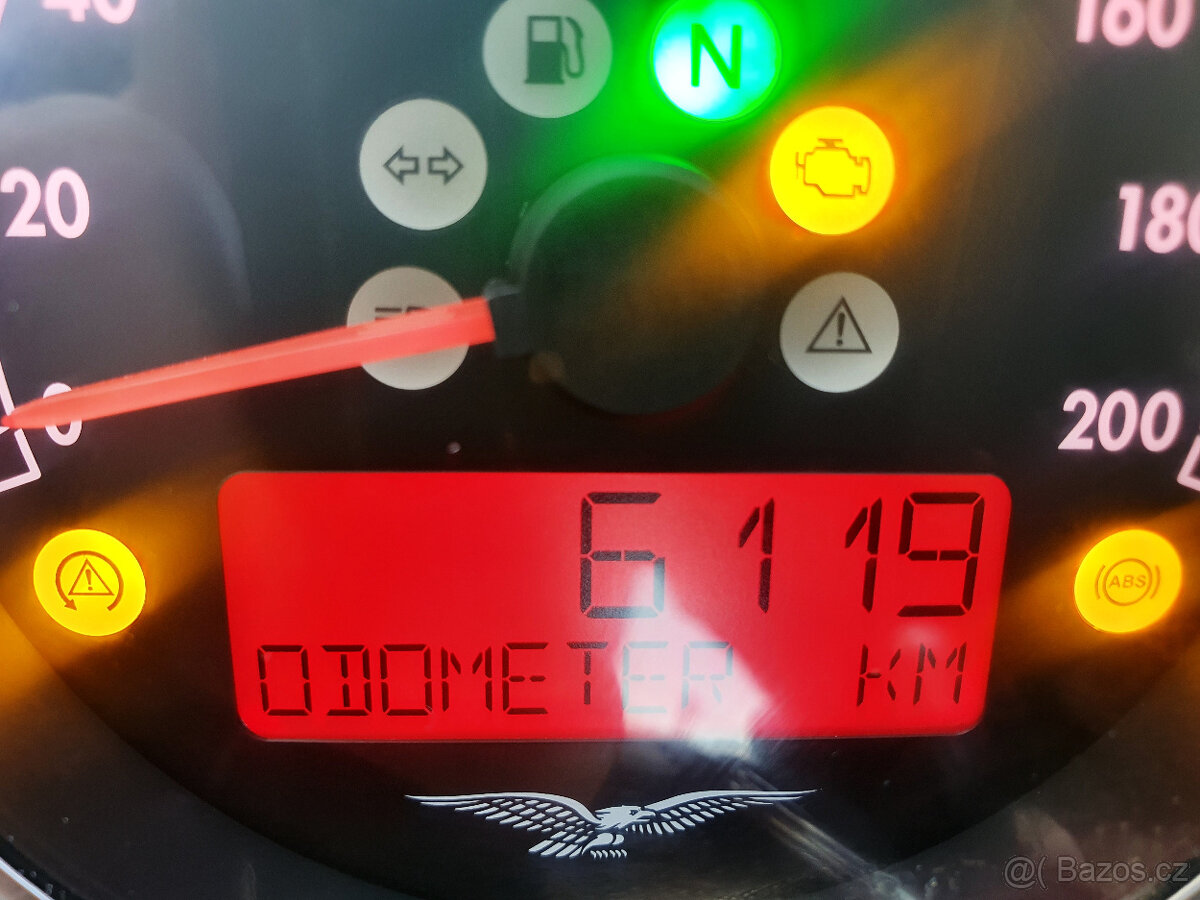 40
160
N
20
180
0
200
6119
ABS
ODOMETER KM
@( Bazos.cz